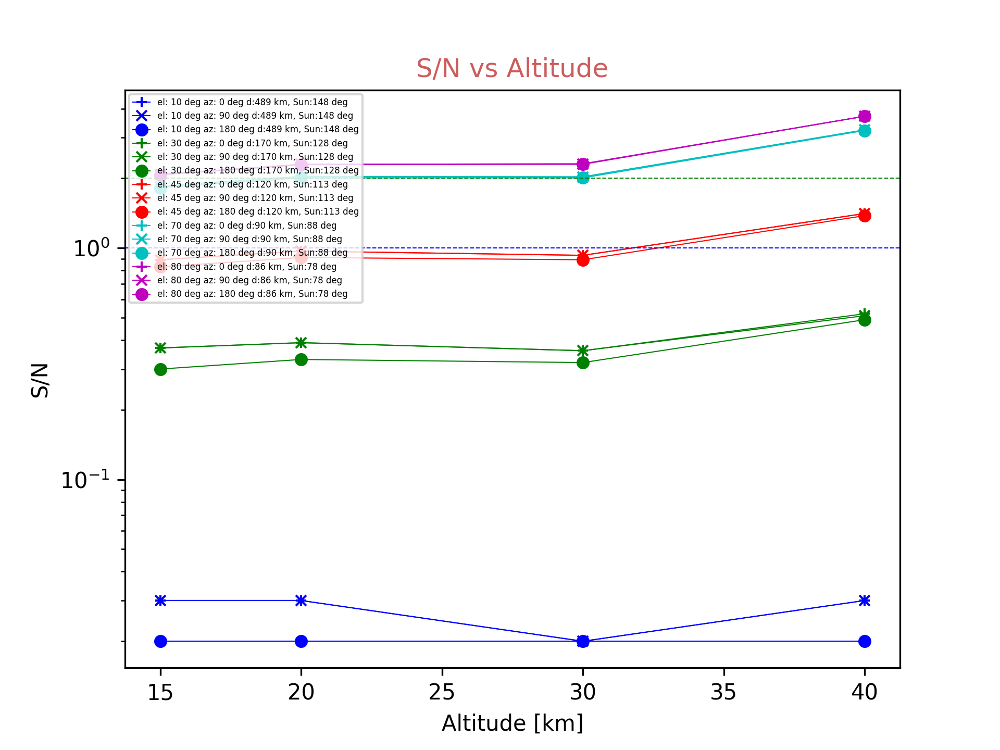 S/N vs Altitude
el: 10 deg az: 0 deg d:489 km, Sun:148 deg
el: 10 deg az: 90 deg d:489 km, Sun:148 deg
el: 10 deg az: 180 deg d:489 km, Sun:148 deg
el: 30 deg az: 0 deg d:170 km, Sun:128 deg
el: 30 deg az: 90 deg d:170 km, Sun:128 deg
el: 30 deg az: 180 deg d:170 km, Sun:128 deg
el: 45 deg az: 0 deg d:120 km, Sun:113 deg
el: 45 deg az: 90 deg d:120 km, Sun:113 deg
el: 45 deg az: 180 deg d:120 km, Sun:113 deg
el: 70 deg az: 0 deg d:90 km, Sun:88 deg
el: 70 deg az: 90 deg d:90 km, Sun:88 deg
el: 70 deg az: 180 deg d:90 km, Sun:88 deg
el: 80 deg az: 0 deg d:86 km, Sun:78 deg
el: 80 deg az: 90 deg d:86 km, Sun:78 deg
el: 80 deg az: 180 deg d:86 km, Sun:78 deg
10⁰
10⁻¹
S/N
15 20 25 30 35 40
Altitude [km]